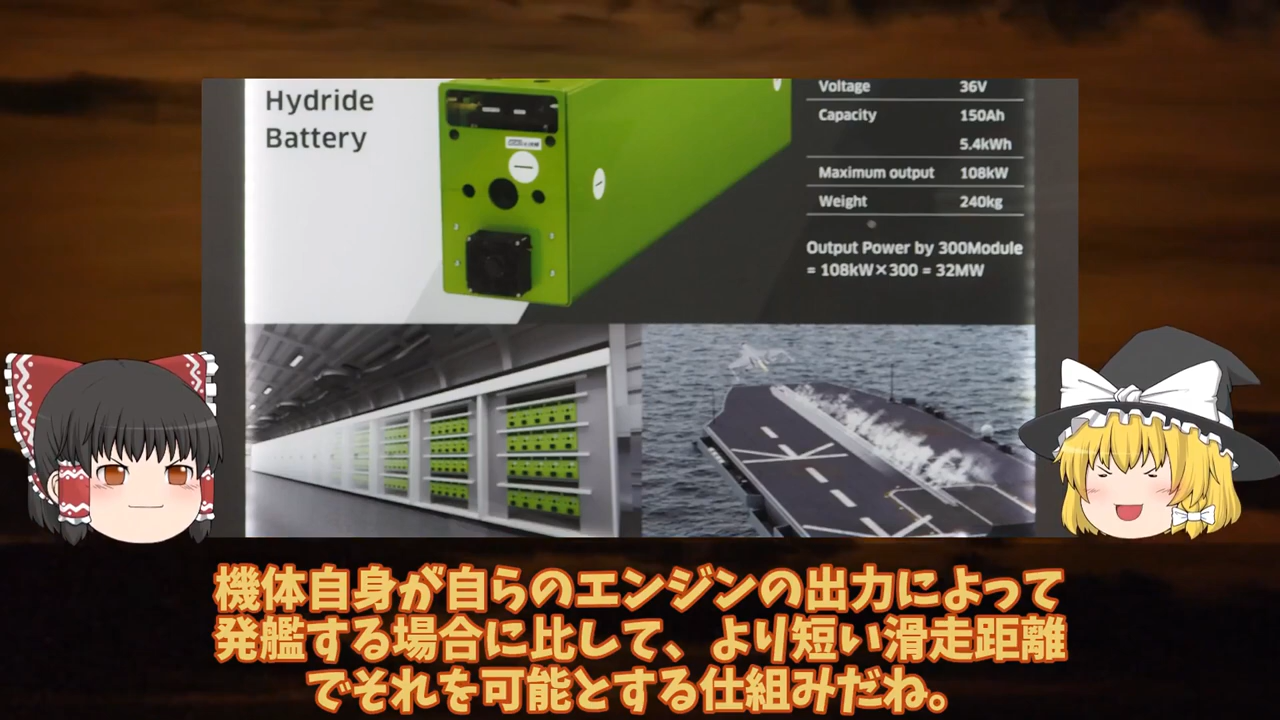 Hydride
Battery
Voltage 36V
Capacity 150Ah
5.4kWh
Maximum output 108kW
Weight 240kg
Output Power by 300Module
= 108kW×300 = 32MW
機体自身が自らのエンジンの出力によって
発艦する場合に比して、より短い滑走距離
でそれを可能とする仕組みだね。